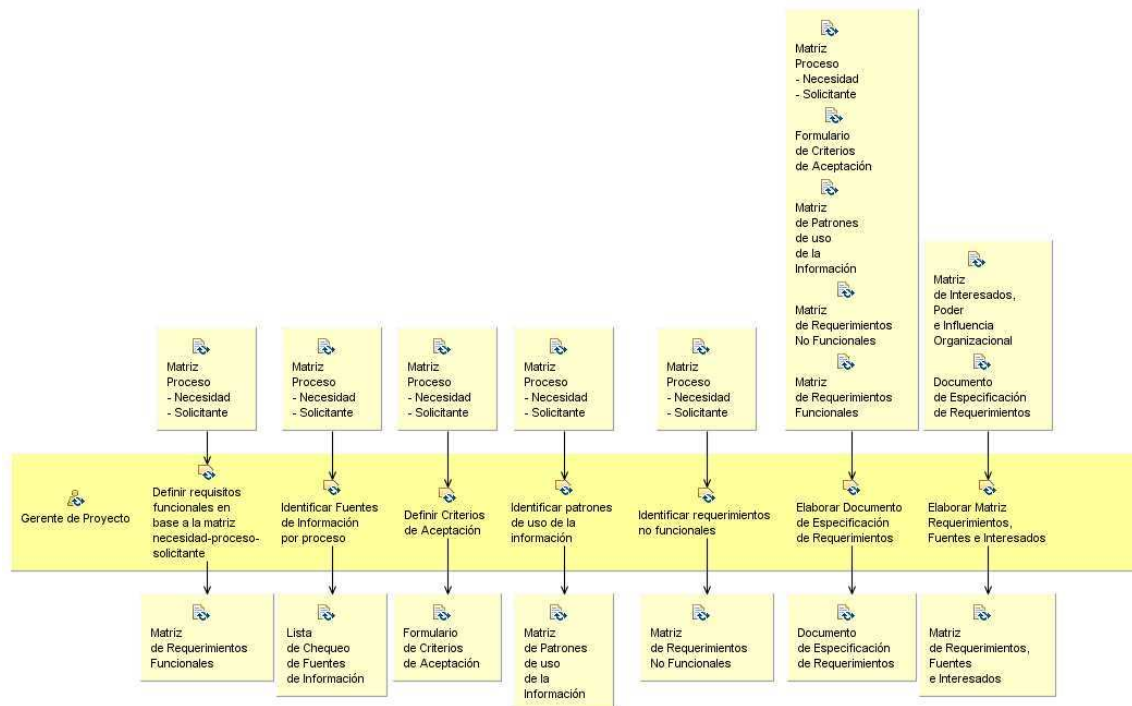 Matriz
Proceso
- Necesidad
- Solicitante
Formulario
de Criterios
de Aceptación
Matriz
de Patrones
de uso
de la
Información
Matriz
de Requerimientos
No Funcionales
Matriz
de Requerimientos
Funcionales
Matriz
de Interesados,
Poder
e Influencia
Organizacional
Documento
de Especificación
de Requerimientos
Matriz
Proceso
- Necesidad
- Solicitante
Matriz
Proceso
- Necesidad
- Solicitante
Matriz
Proceso
- Necesidad
- Solicitante
Matriz
Proceso
- Necesidad
- Solicitante
Matriz
Proceso
- Necesidad
- Solicitante
Gerente de Proyecto
Definir requisitos
funcionales en
base a la matriz
necesidad-proceso-
solicitante
Identificar Fuentes
de Información
por proceso
Definir Criterios
de Aceptación
Identificar patrones
de uso de la
información
Identificar requerimientos
no funcionales
Elaborar Documento
de Especificación
de Requerimientos
Elaborar Matriz
Requerimientos,
Fuentes e Interesados
Matriz
de Requerimientos
Funcionales
Lista
de Chequeo
de Fuentes
de Información
Formulario
de Criterios
de Aceptación
Matriz
de Patrones
de uso
de la
Información
Matriz
de Requerimientos
No Funcionales
Documento
de Especificación
de Requerimientos
Matriz
de Requerimientos,
Fuentes
e Interesados